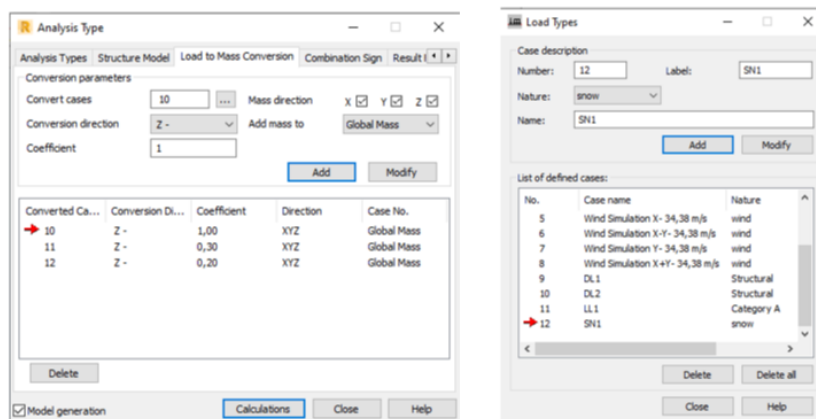 Analysis Type
Analysis Types Structure Model Load to Mass Conversion Combination Sign Result
Conversion parameters
Convert cases 10 ... Mass direction X Y Z
Conversion direction Z - Add mass to Global Mass
Coefficient 1
Add Modify
Converted Ca... Conversion Di... Coefficient Direction Case No.
10 Z - 1,00 XYZ Global Mass
11 Z - 0,30 XYZ Global Mass
12 Z - 0,20 XYZ Global Mass
Delete
Model generation Calculations Close Help
Load Types
Case description
Number: 12 Label: SN1
Nature: snow
Name: SN1
Add Modify
List of defined cases:
No. Case name Nature
5 Wind Simulation X- 34,38 m/s wind
6 Wind Simulation X-Y- 34,38 m/s wind
7 Wind Simulation Y- 34,38 m/s wind
8 Wind Simulation X+Y- 34,38 m/s wind
9 DL1 Structural
10 DL2 Structural
11 LL1 Category A
12 SN1 snow
Delete Delete all
Close Help